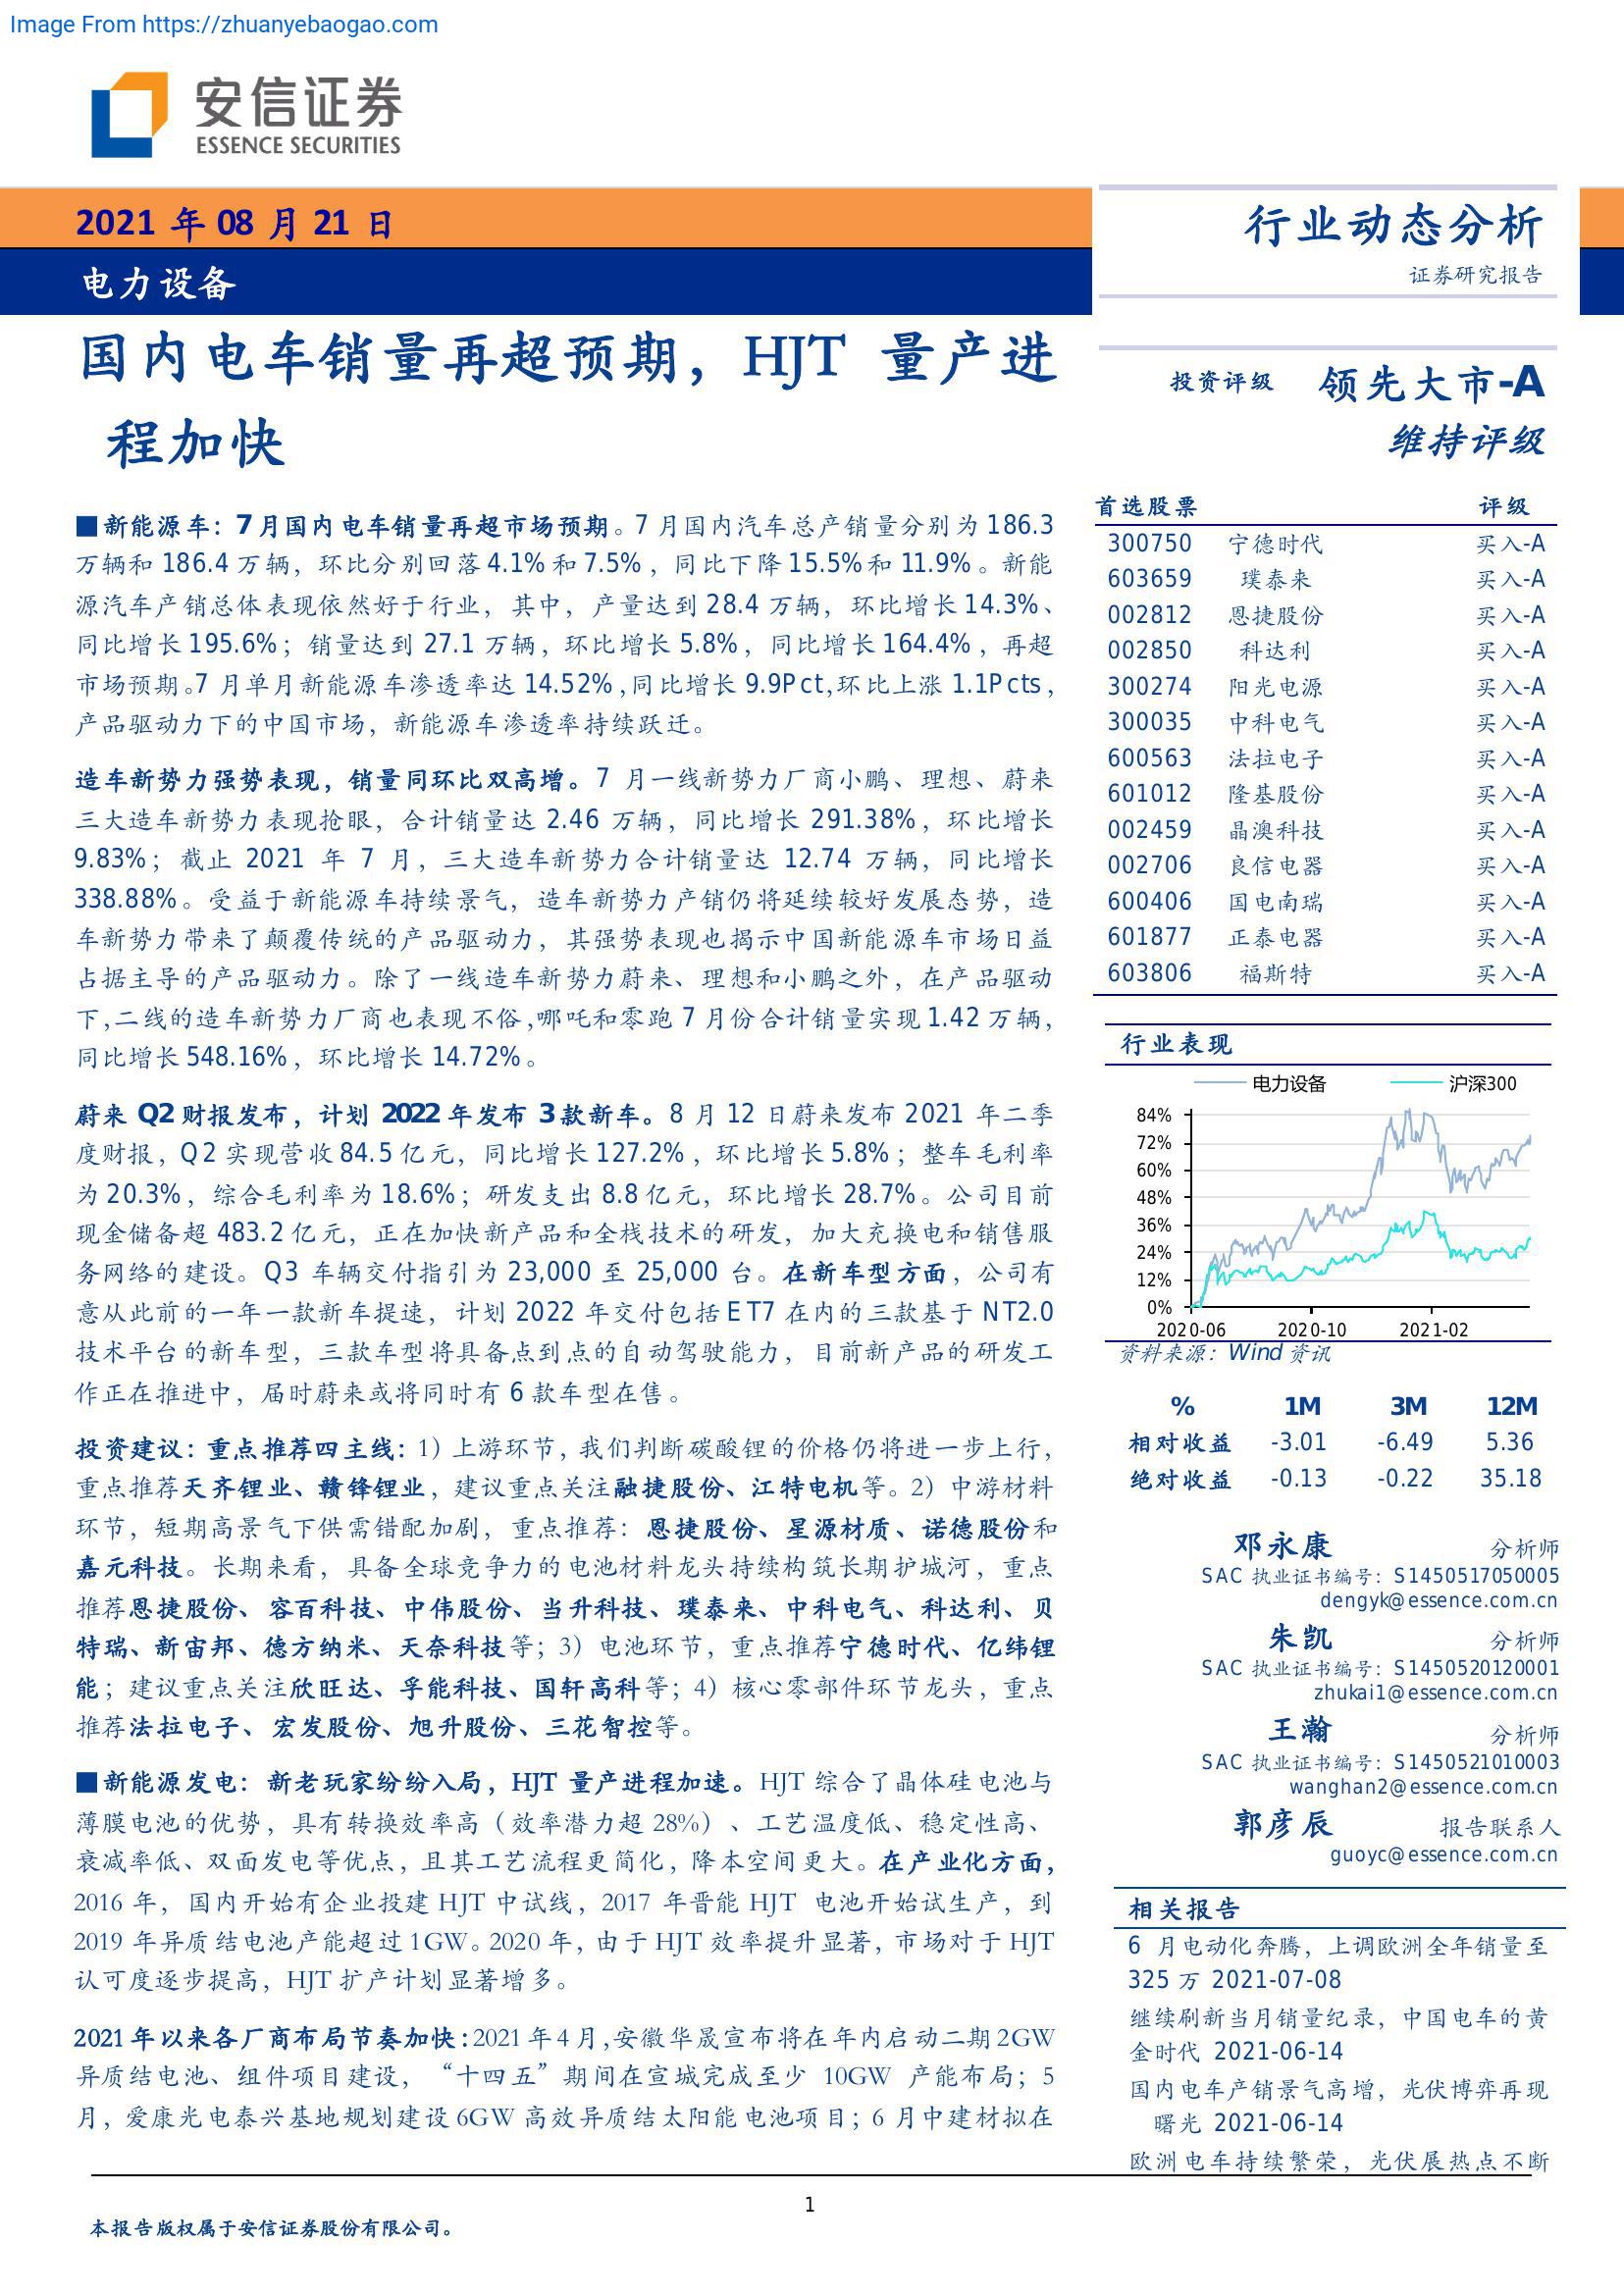 Image From https://zhuanyebaogao.com
安信证券
ESSENCE SECURITIES
2021 年 08 月 21 日
电力设备
行业动态分析
证券研究报告
国内电车销量再超预期，HJT 量产进
程加快
■新能源车：7 月国内电车销量再超市场预期。7 月国内汽车总产销量分别为 186.3
万辆和 186.4 万辆，环比分别回落 4.1%和 7.5%，同比下降 15.5%和 11.9%。新能
源汽车产销总体表现依然好于行业，其中，产量达到 28.4 万辆，环比增长 14.3%、
同比增长 195.6%；销量达到 27.1 万辆，环比增长 5.8%，同比增长 164.4%，再超
市场预期。7 月单月新能源车渗透率达 14.52%，同比增长 9.9Pct，环比上涨 1.1Pcts，
产品驱动力下的中国市场，新能源车渗透率持续跃迁。
造车新势力强势表现，销量同环比双高增。7 月一线新势力厂商小鹏、理想、蔚来
三大造车新势力表现抢眼，合计销量达 2.46 万辆，同比增长 291.38%，环比增长
9.83%；截止 2021 年 7 月，三大造车新势力合计销量达 12.74 万辆，同比增长
338.88%。受益于新能源车持续景气，造车新势力产销仍将延续较好发展态势，造
车新势力带来了颠覆传统的产品驱动力，其强势表现也揭示中国新能源车市场日益
占据主导的产品驱动力。除了一线造车新势力蔚来、理想和小鹏之外，在产品驱动
下，二线的造车新势力厂商也表现不俗，哪吒和零跑 7 月份合计销量实现 1.42 万辆，
同比增长 548.16%，环比增长 14.72%。
蔚来 Q2 财报发布，计划 2022 年发布 3 款新车。8 月 12 日蔚来发布 2021 年二季
度财报，Q2 实现营收 84.5 亿元，同比增长 127.2%，环比增长 5.8%；整车毛利率
为 20.3%，综合毛利率为 18.6%；研发支出 8.8 亿元，环比增长 28.7%。公司目前
现金储备超 483.2 亿元，正在加快新产品和全栈技术的研发，加大充换电和销售服
务网络的建设。Q3 车辆交付指引为 23,000 至 25,000 台。在新车型方面，公司有
意从此前的一年一款新车提速，计划 2022 年交付包括 ET7 在内的三款基于 NT2.0
技术平台的新车型，三款车型将具备点到点的自动驾驶能力，目前新产品的研发工
作正在推进中，届时蔚来或将同时有 6 款车型在售。
投资建议：重点推荐四主线：1）上游环节，我们判断碳酸锂的价格仍将进一步上行，
重点推荐天齐锂业、赣锋锂业，建议重点关注融捷股份、江特电机等。2）中游材料
环节，短期高景气下供需错配加剧，重点推荐：恩捷股份、星源材质、诺德股份和
嘉元科技。长期来看，具备全球竞争力的电池材料龙头持续构筑长期护城河，重点
推荐恩捷股份、容百科技、中伟股份、当升科技、璞泰来、中科电气、科达利、贝
特瑞、新宙邦、德方纳米、天奈科技等；3）电池环节，重点推荐宁德时代、亿纬锂
能；建议重点关注欣旺达、孚能科技、国轩高科等；4）核心零部件环节龙头，重点
推荐法拉电子、宏发股份、旭升股份、三花智控等。
■新能源发电：新老玩家纷纷入局，HJT 量产进程加速。HJT 综合了晶体硅电池与
薄膜电池的优势，具有转换效率高（效率潜力超 28%）、工艺温度低、稳定性高、
衰减率低、双面发电等优点，且其工艺流程更简化，降本空间更大。在产业化方面，
2016 年，国内开始有企业投建 HJT 中试线，2017 年晋能 HJT 电池开始试生产，到
2019 年异质结电池产能超过 1GW。2020 年，由于 HJT 效率提升显著，市场对于 HJT
认可度逐步提高，HJT 扩产计划显著增多。
2021 年以来各厂商布局节奏加快：2021 年 4 月，安徽华晟宣布将在年内启动二期 2GW
异质结电池、组件项目建设，“十四五”期间在宣城完成至少 10GW 产能布局；5
月，爱康光电泰兴基地规划建设 6GW 高效异质结太阳能电池项目；6 月中建材拟在
投资评级 领先大市-A
维持评级
首选股票 评级
300750 宁德时代 买入-A
603659 璞泰来 买入-A
002812 恩捷股份 买入-A
002850 科达利 买入-A
300274 阳光电源 买入-A
300035 中科电气 买入-A
600563 法拉电子 买入-A
601012 隆基股份 买入-A
002459 晶澳科技 买入-A
002706 良信电器 买入-A
600406 国电南瑞 买入-A
601877 正泰电器 买入-A
603806 福斯特 买入-A
行业表现
电力设备 沪深300
84%
72%
60%
48%
36%
24%
12%
0%
2020-06 2020-10 2021-02
资料来源：Wind 资讯
% 1M 3M 12M
相对收益 -3.01 -6.49 5.36
绝对收益 -0.13 -0.22 35.18
邓永康 分析师
SAC 执业证书编号：S1450517050005
dengyk@essence.com.cn
朱凯 分析师
SAC 执业证书编号：S1450520120001
zhukai1@essence.com.cn
王瀚 分析师
SAC 执业证书编号：S1450521010003
wanghan2@essence.com.cn
郭彦辰 报告联系人
guoyc@essence.com.cn
相关报告
6 月电动化奔腾，上调欧洲全年销量至
325 万 2021-07-08
继续刷新当月销量纪录，中国电车的黄
金时代 2021-06-14
国内电车产销景气高增，光伏博弈再现
曙光 2021-06-14
欧洲电车持续繁荣，光伏展热点不断
1
本报告版权属于安信证券股份有限公司。